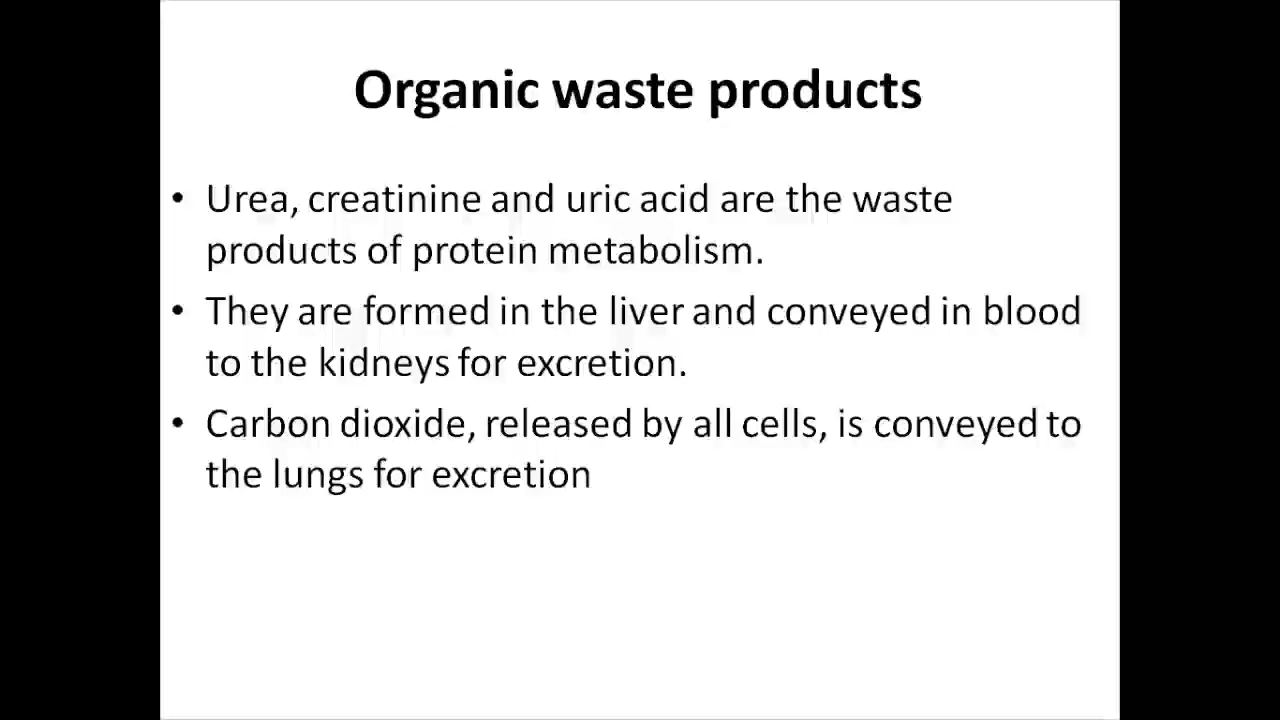 Organic waste products
• Urea, creatinine and uric acid are the waste
products of protein metabolism.
• They are formed in the liver and conveyed in blood
to the kidneys for excretion.
• Carbon dioxide, released by all cells, is conveyed to
the lungs for excretion